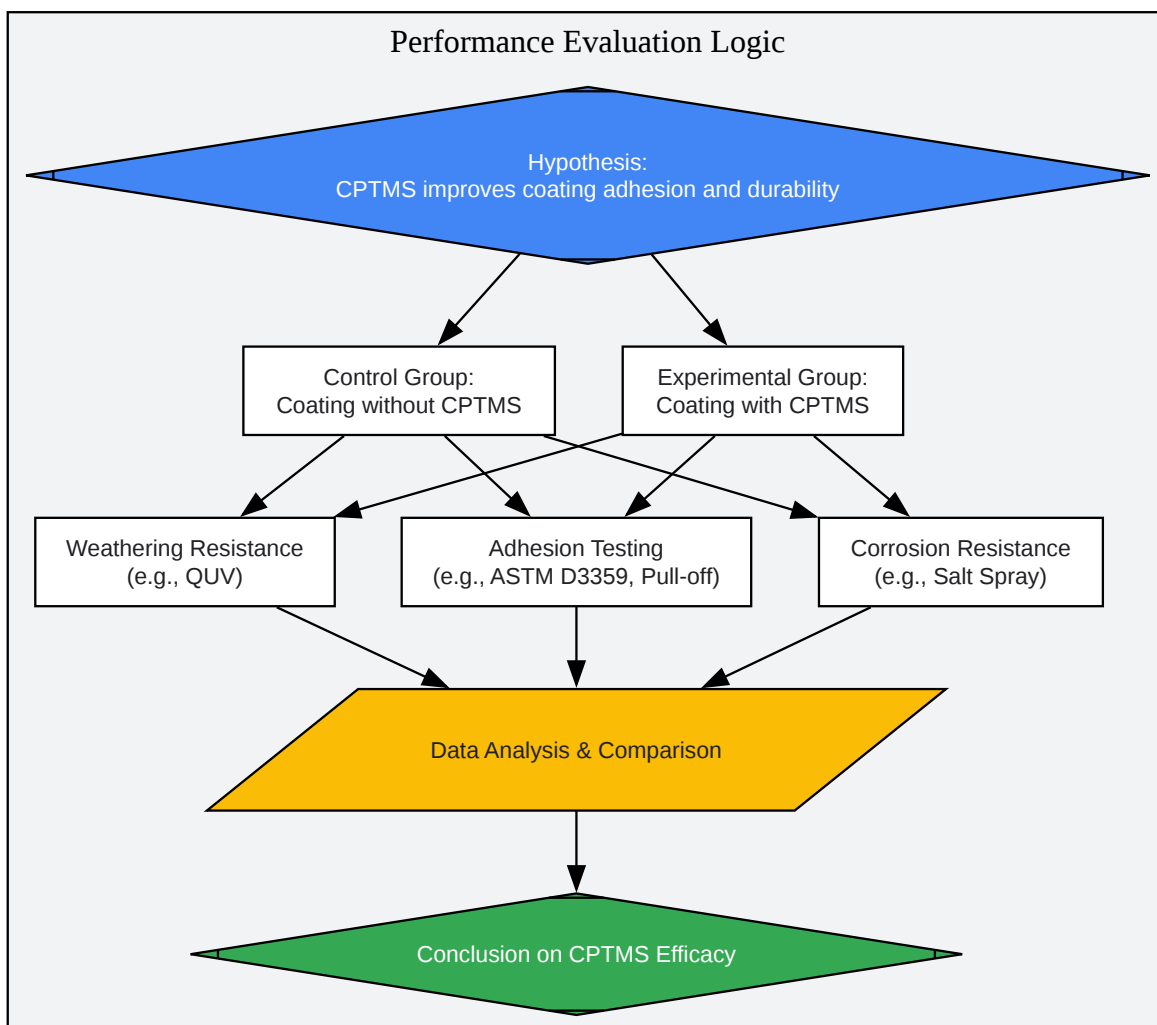 Performance Evaluation Logic
Hypothesis:
CPTMS improves coating adhesion and durability
Control Group:
Coating without CPTMS
Experimental Group:
Coating with CPTMS
Weathering Resistance
(e.g., QUV)
Adhesion Testing
(e.g., ASTM D3359, Pull-off)
Corrosion Resistance
(e.g., Salt Spray)
Data Analysis & Comparison
Conclusion on CPTMS Efficacy